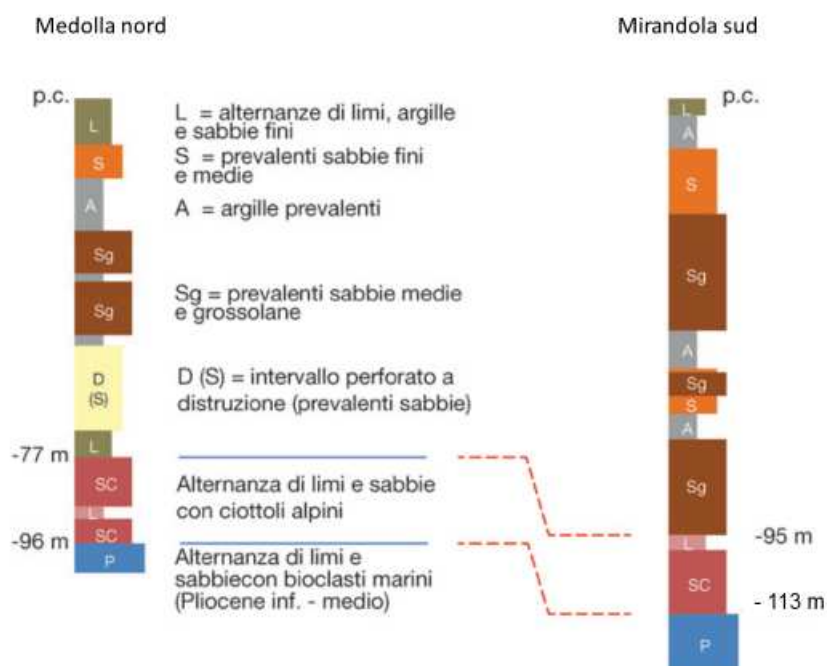 Medolla nord
Mirandola sud
p.c.
p.c.
L
S
A
Sg
Sg
D
(S)
L
-77 m
SC
L
SC
-96 m
P
L = alternanze di limi, argille
e sabbie fini
S = prevalenti sabbie fini
e medie
A = argille prevalenti
Sg = prevalenti sabbie medie
e grossolane
D (S) = intervallo perforato a
distruzione (prevalenti sabbie)
Alternanza di limi e sabbie
con ciottoli alpini
Alternanza di limi e
sabbiecon bioclasti marini
(Pliocene inf. - medio)
L
A
S
Sg
A
Sg
S
A
Sg
L
-95 m
SC
- 113 m
P